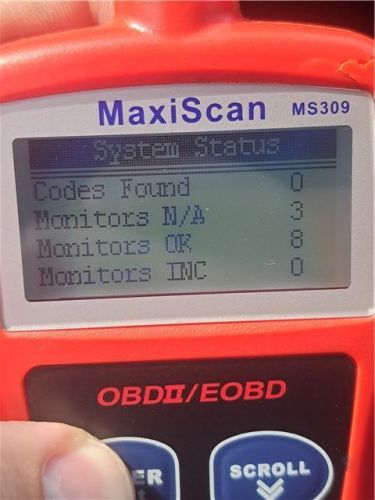 MaxiScan MS309
System Status
Codes Found 0
Monitors N/A 3
Monitors OK 8
Monitors INC 0
OBDII/EOBD
SCROLL